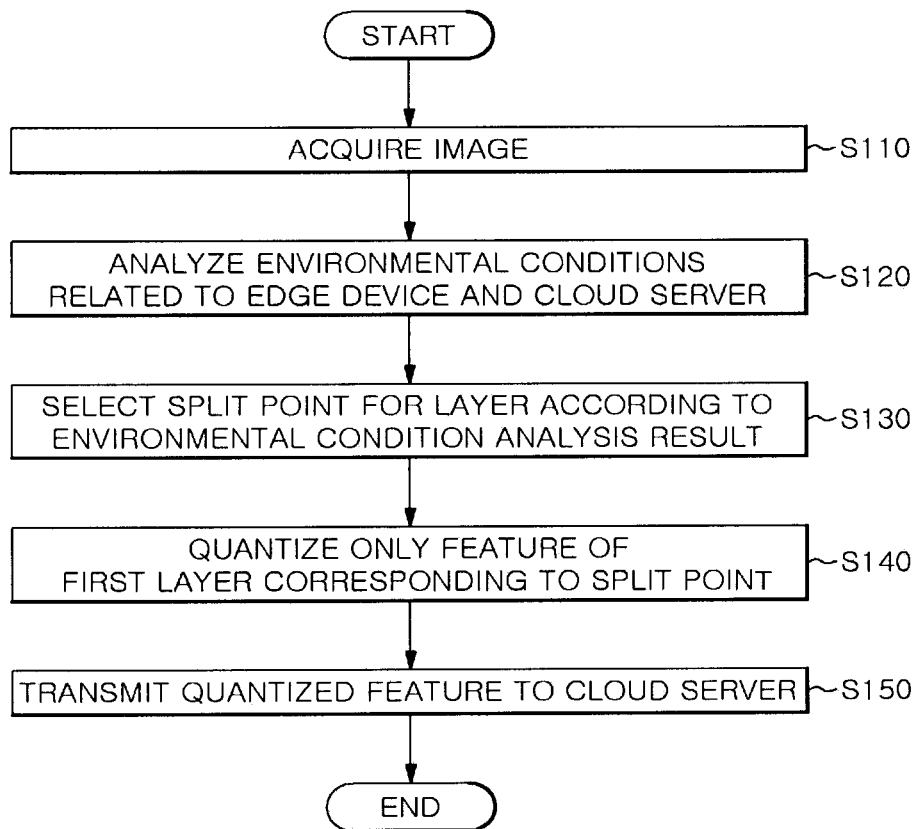 START
ACQUIRE IMAGE
S110
ANALYZE ENVIRONMENTAL CONDITIONS
RELATED TO EDGE DEVICE AND CLOUD SERVER
S120
SELECT SPLIT POINT FOR LAYER ACCORDING TO
ENVIRONMENTAL CONDITION ANALYSIS RESULT
S130
QUANTIZE ONLY FEATURE OF
FIRST LAYER CORRESPONDING TO SPLIT POINT
S140
TRANSMIT QUANTIZED FEATURE TO CLOUD SERVER
S150
END